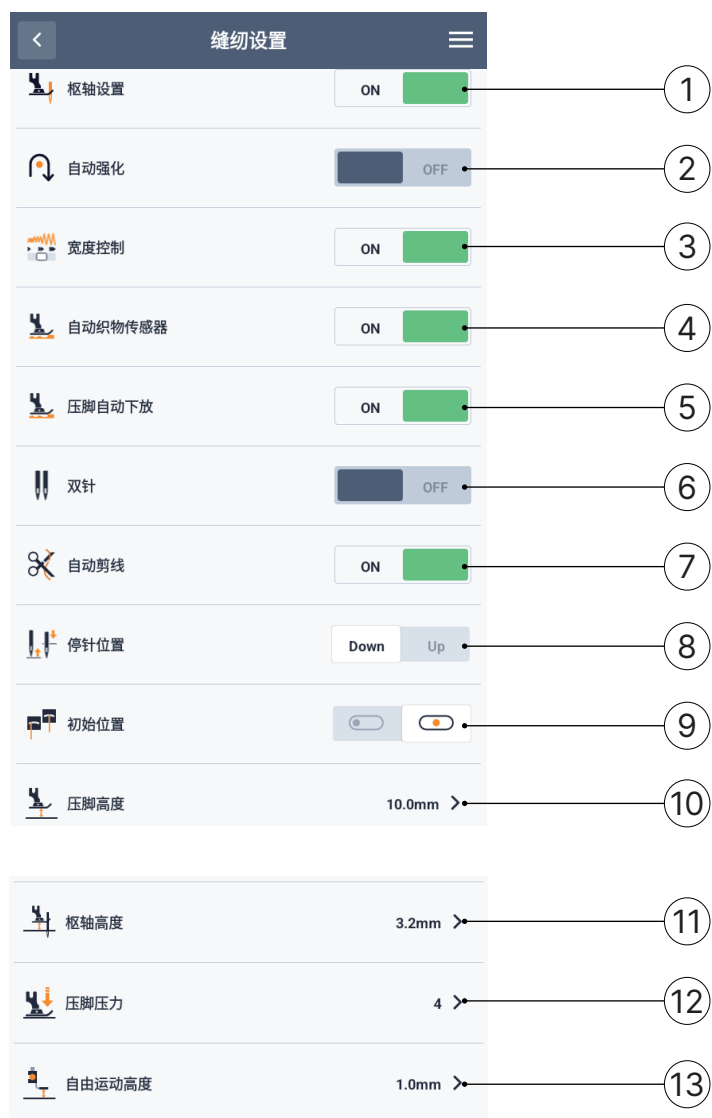 缝纫设置
枢轴设置 ON 1
自动强化 OFF 2
宽度控制 ON 3
自动织物传感器 ON 4
压脚自动下放 ON 5
双针 OFF 6
自动剪线 ON 7
停针位置 Down Up 8
初始位置 9
压脚高度 10.0mm 10
枢轴高度 3.2mm 11
压脚压力 4 12
自由运动高度 1.0mm 13